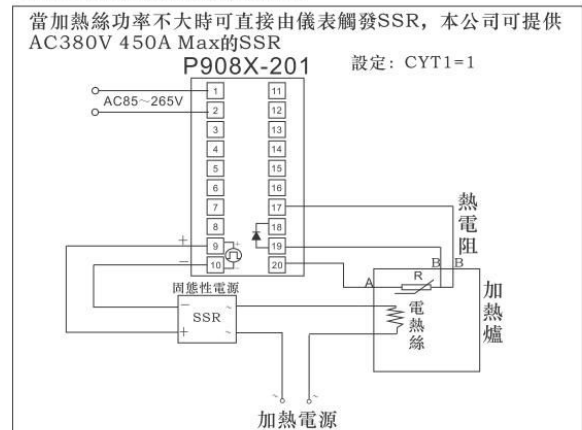 當加熱絲功率不大時可直接由儀表觸發SSR，本公司可提供
AC380V 450A Max的SSR
P908X-201
設定：CYT1=1
AC85～265V
1
2
3
4
5
6
7
8
9
10
11
12
13
14
15
16
17
18
19
20
+
−
+
−
固態性電源
−
+
SSR
~
~
熱電阻
A
R
B
B
電熱絲
加熱爐
~
~
加熱電源